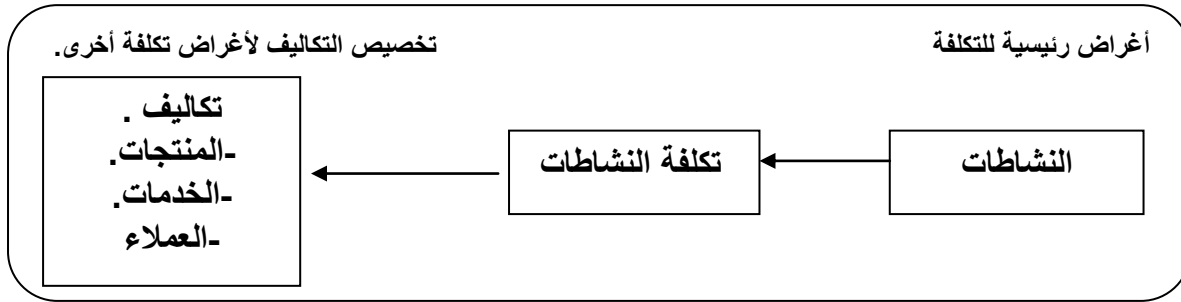 أغراض رئيسية للتكلفة
تخصيص التكاليف لأغراض تكلفة أخرى.
النشاطات
تكلفة النشاطات
تكاليف .
-المنتجات.
-الخدمات.
-العملاء